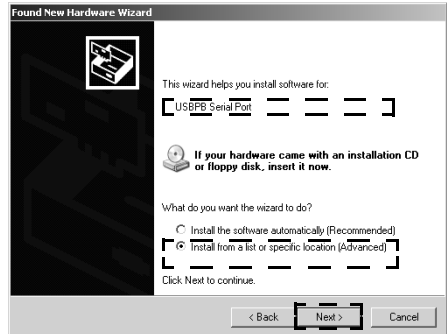 Found New Hardware Wizard
This wizard helps you install software for:
USBPB Serial Port
If your hardware came with an installation CD
or floppy disk, insert it now.
What do you want the wizard to do?
Install the software automatically (Recommended)
Install from a list or specific location (Advanced)
Click Next to continue.
< Back
Next >
Cancel